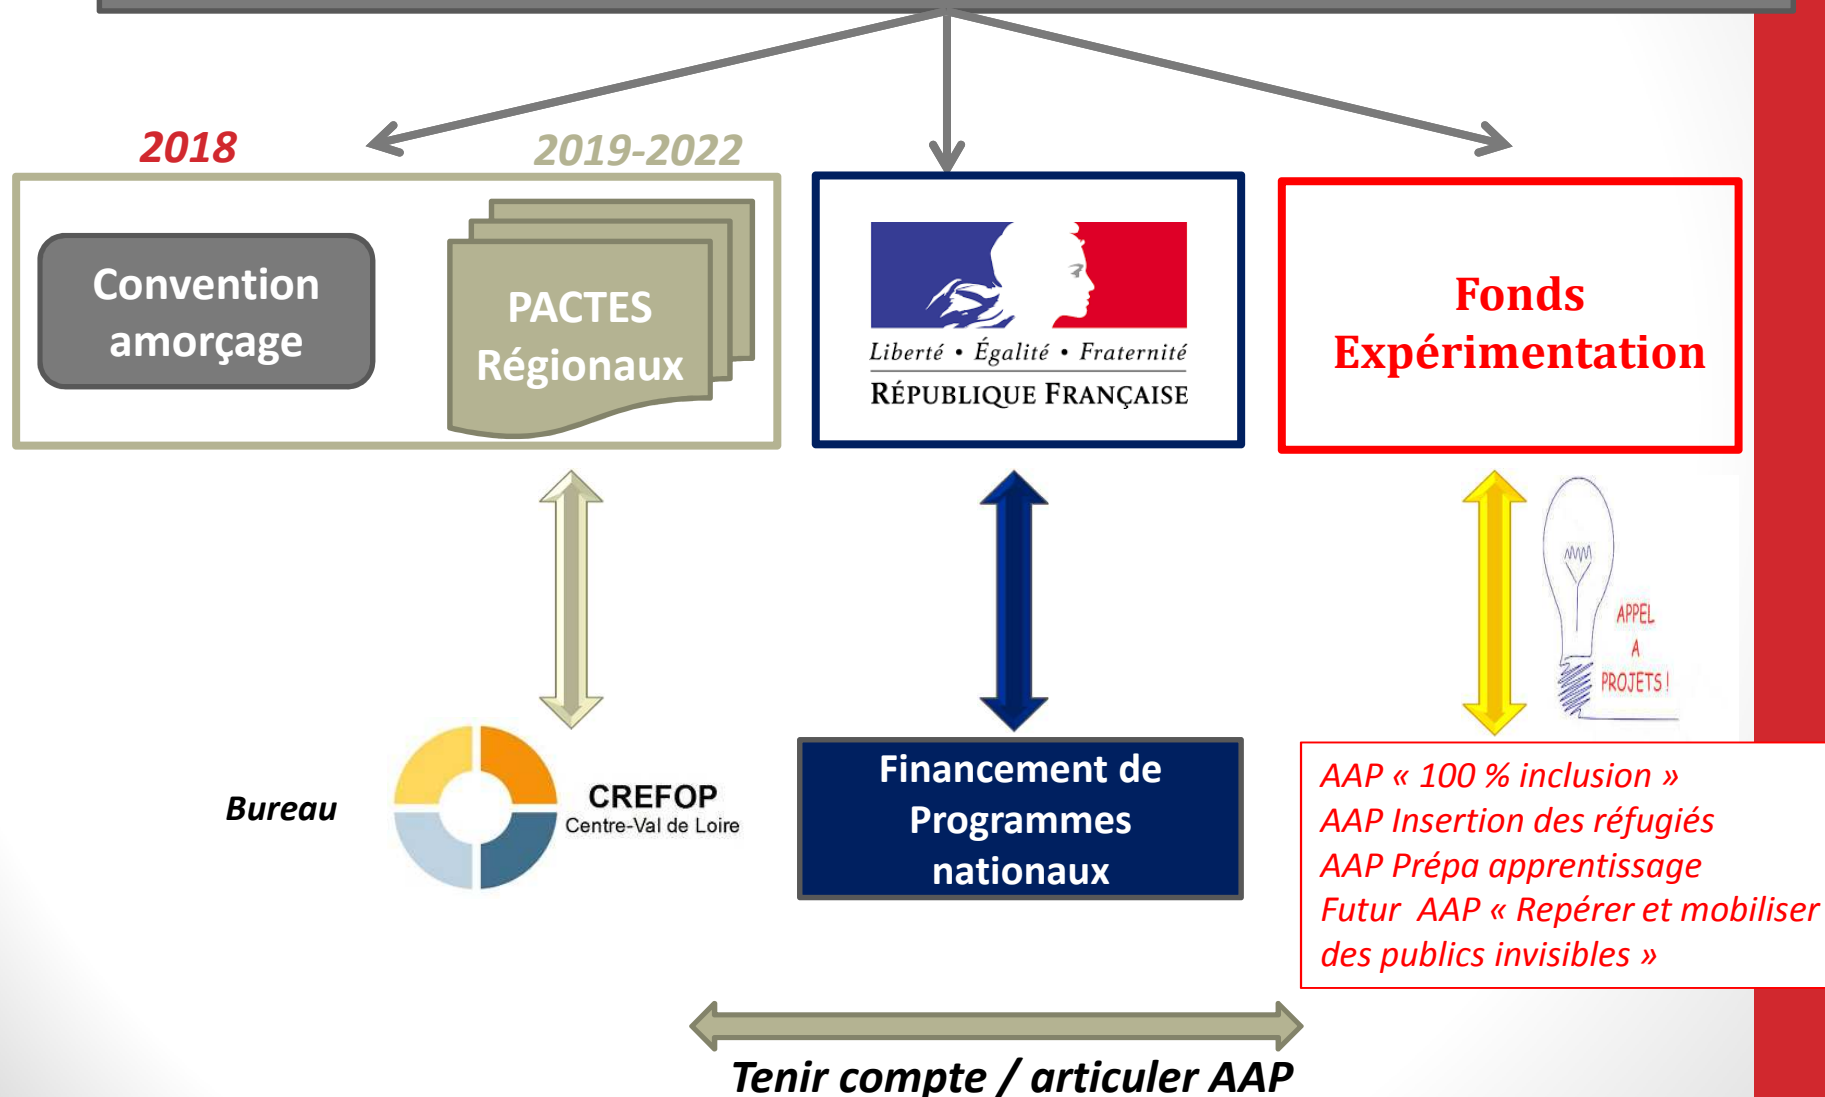 2018
2019-2022
Convention
amorçage
PACTES
Régionaux
Liberté • Égalité • Fraternité
RÉPUBLIQUE FRANÇAISE
Fonds
Expérimentation
APPEL
A
PROJETS !
Bureau
CREFOP
Centre-Val de Loire
Financement de
Programmes
nationaux
AAP « 100 % inclusion »
AAP Insertion des réfugiés
AAP Prépa apprentissage
Futur AAP « Repérer et mobiliser
des publics invisibles »
Tenir compte / articuler AAP